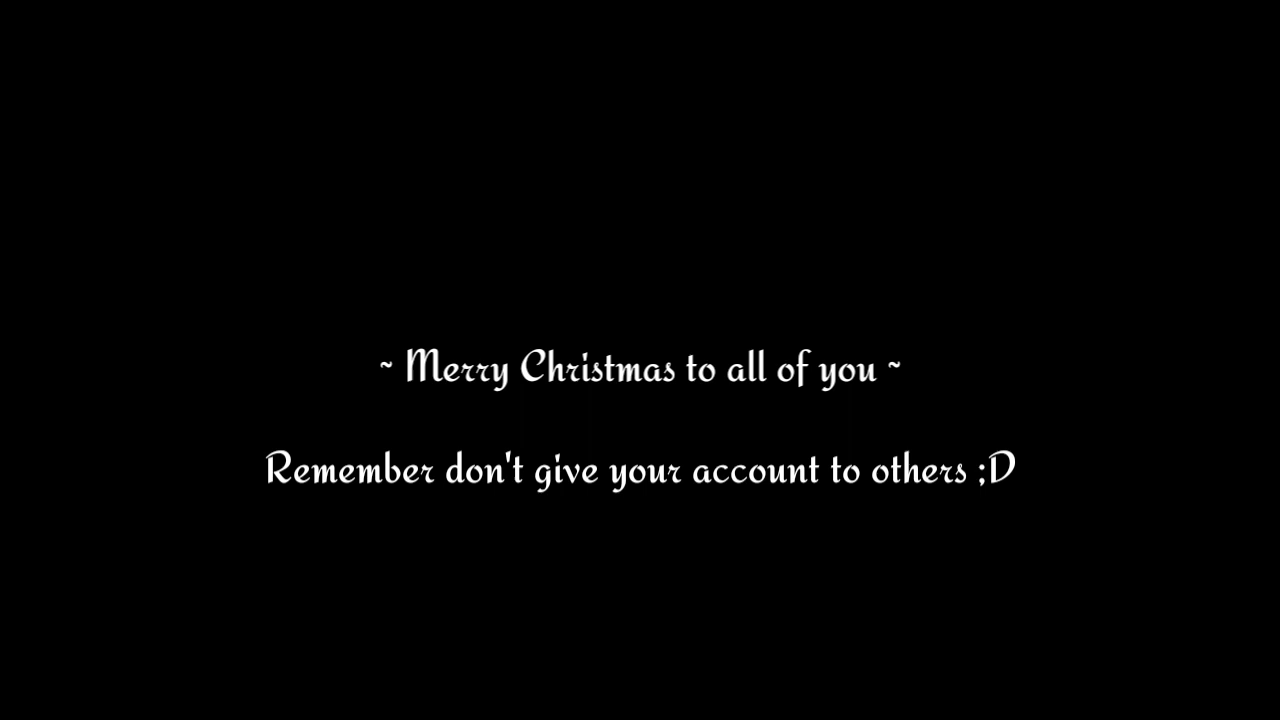 ~ Merry Christmas to all of you ~
Remember don't give your account to others ;D